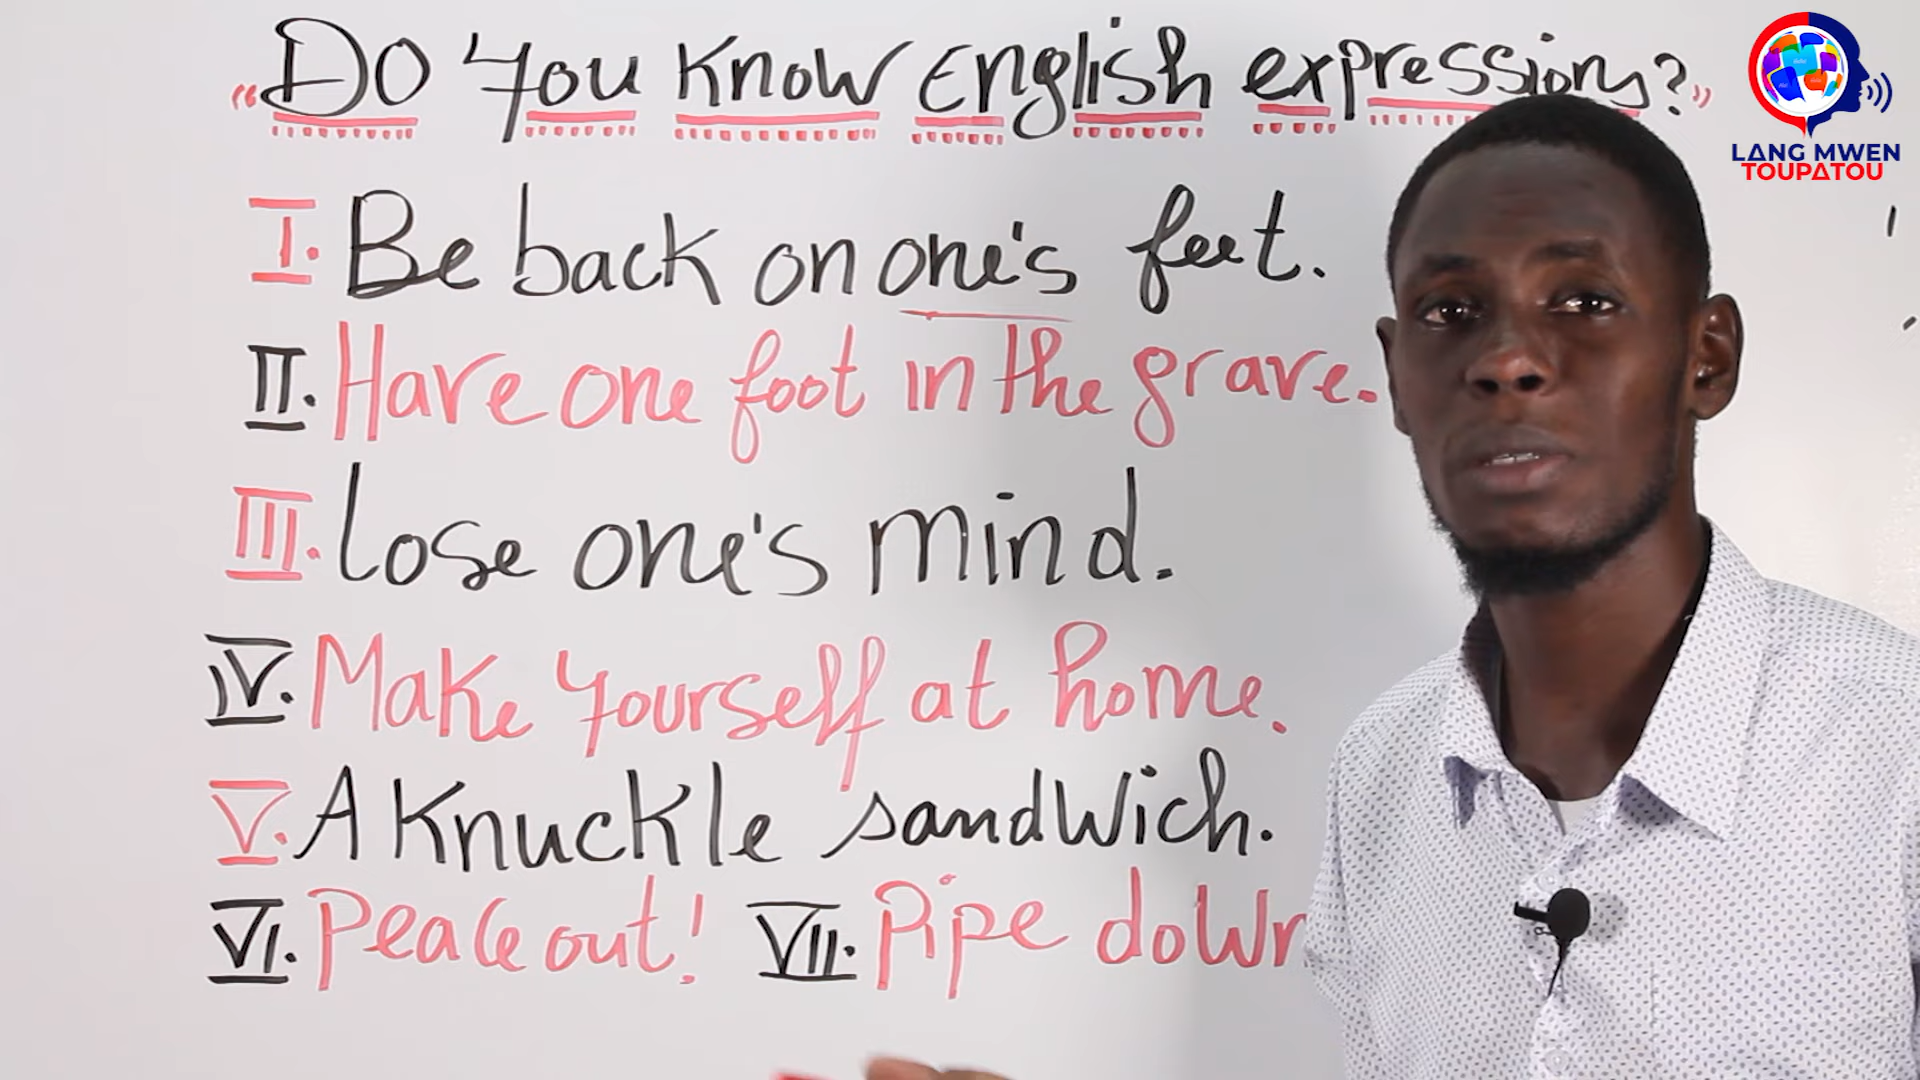 "Do You Know English expressions?"
I. Be back on one's feet.
II. Have one foot in the grave.
III. Lose one's mind.
IV. Make yourself at home.
V. A Knuckle sandwich.
VI. Peace out! VII. Pipe down
LANG MWEN
TOUPATOU